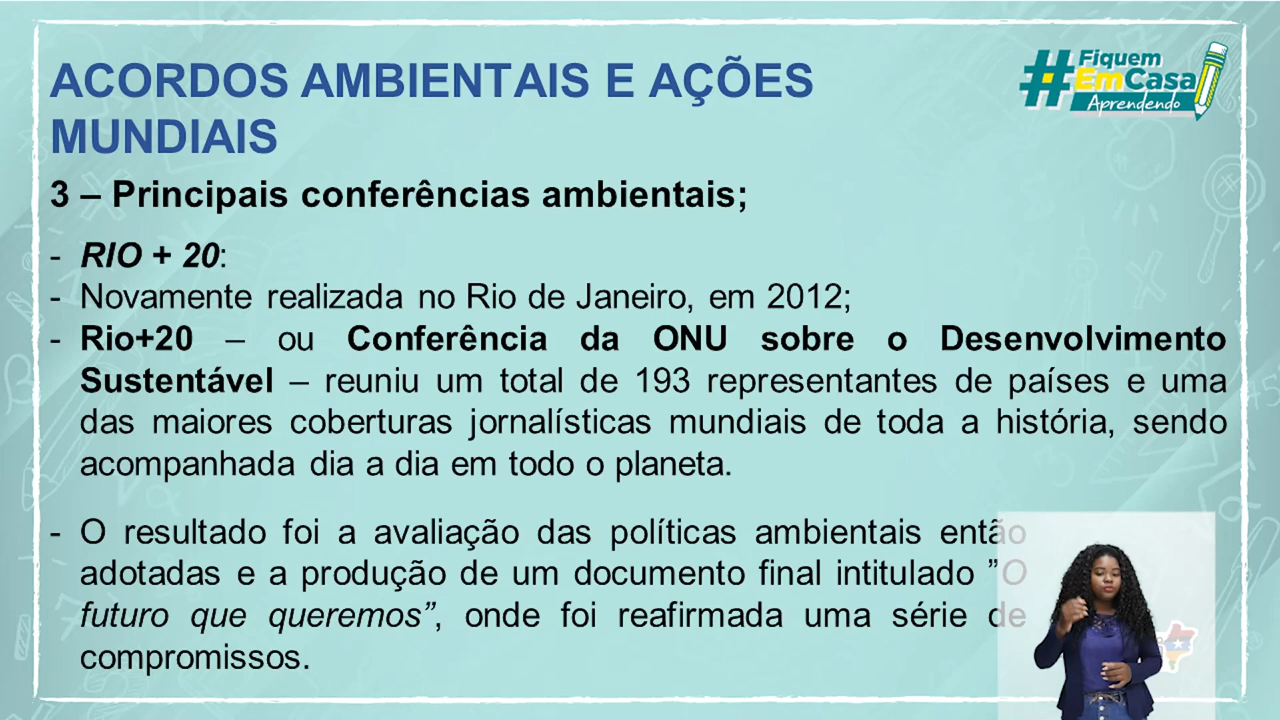 ACORDOS AMBIENTAIS E AÇÕES
MUNDIAIS
#Fiquem
EmCasa
Aprendendo
3 – Principais conferências ambientais;
- RIO + 20:
- Novamente realizada no Rio de Janeiro, em 2012;
- Rio+20 – ou Conferência da ONU sobre o Desenvolvimento
Sustentável – reuniu um total de 193 representantes de países e uma
das maiores coberturas jornalísticas mundiais de toda a história, sendo
acompanhada dia a dia em todo o planeta.
- O resultado foi a avaliação das políticas ambientais então
adotadas e a produção de um documento final intitulado ”O
futuro que queremos”, onde foi reafirmada uma série de
compromissos.